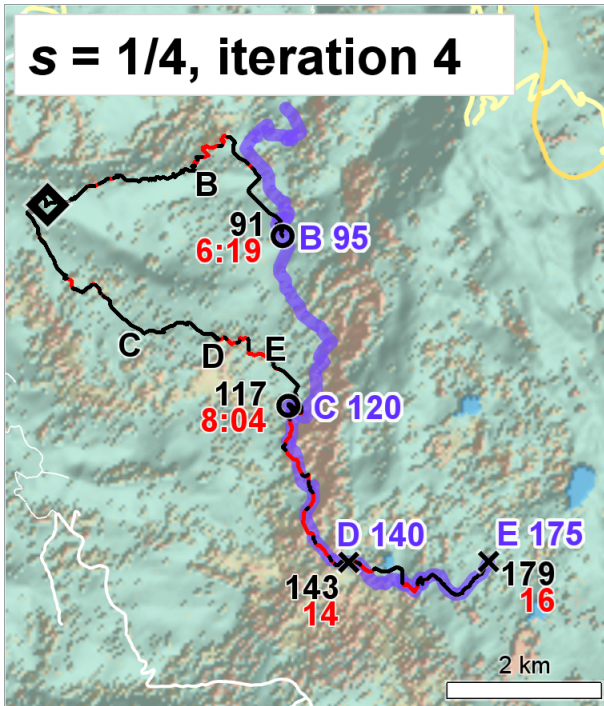 s = 1/4, iteration 4
B
91
6:19
B 95
C
D
E
117
8:04
C 120
D 140
E 175
143
14
179
16
2 km